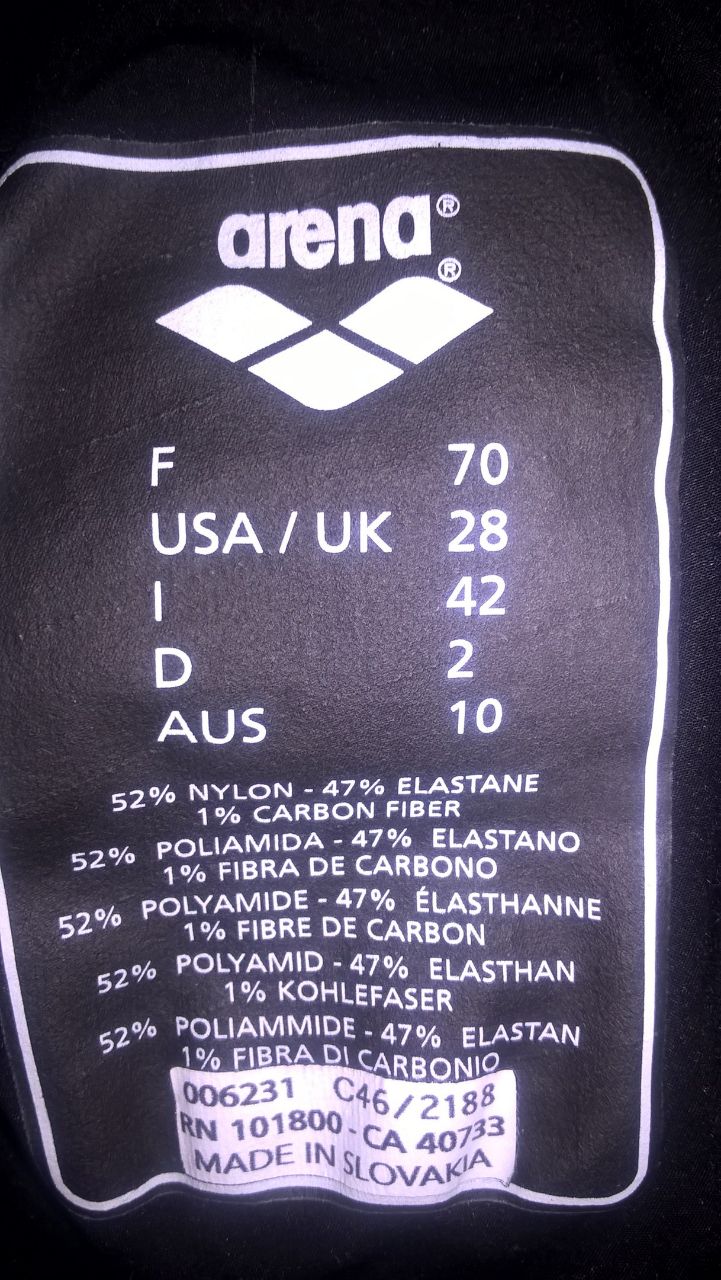 arena®
®
F 70
USA / UK 28
I 42
D 2
AUS 10
52% NYLON - 47% ELASTANE
1% CARBON FIBER
52% POLIAMIDA - 47% ELASTANO
1% FIBRA DE CARBONO
52% POLYAMIDE - 47% ÉLASTHANNE
1% FIBRE DE CARBON
52% POLYAMID - 47% ELASTHAN
1% KOHLEFASER
52% POLIAMMIDE - 47% ELASTAN
1% FIBRA DI CARBONIO
006231 C46/2188
RN 101800 - CA 40733
MADE IN SLOVAKIA